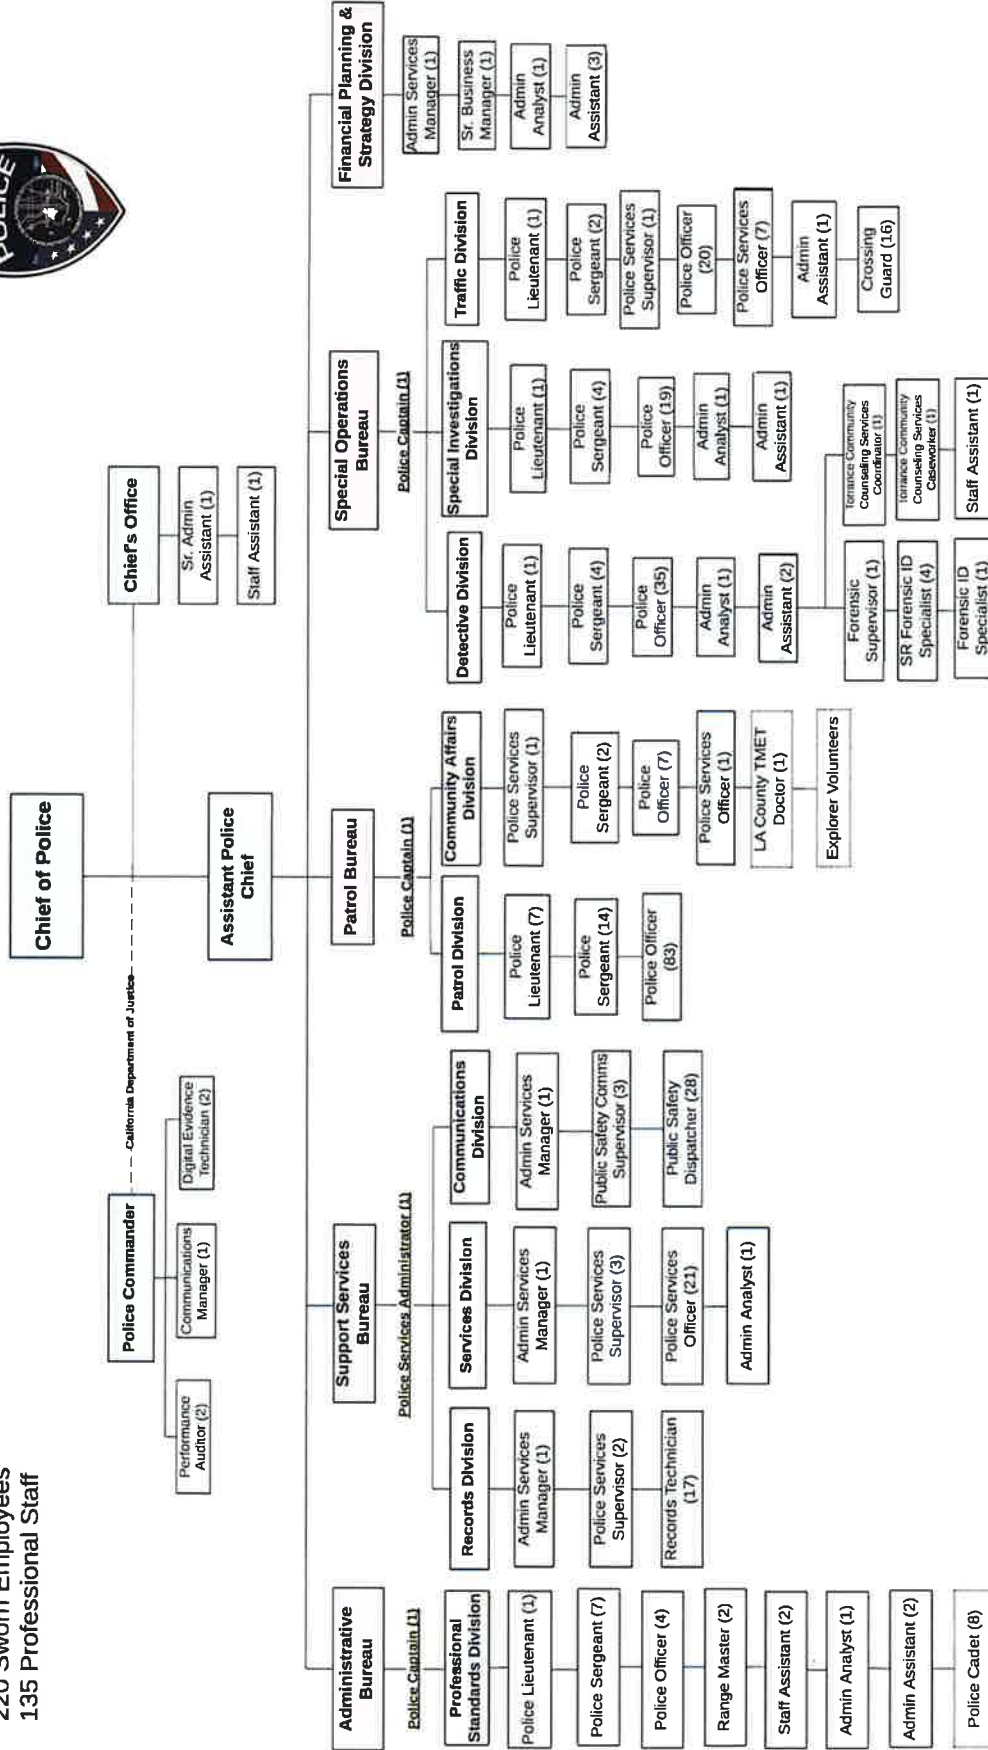 POLICE
220 Sworn Employees
135 Professional Staff
Chief of Police
California Department of Justice
Police Commander
Performance
Auditor (2)
Communications
Manager (1)
Digital Evidence
Technician (2)
Chief's Office
Sr. Admin
Assistant (1)
Staff Assistant (1)
Assistant Police
Chief
Administrative
Bureau
Police Captain (1)
Professional
Standards Division
Police Lieutenant (1)
Police Sergeant (7)
Police Officer (4)
Range Master (2)
Staff Assistant (2)
Admin Analyst (1)
Admin Assistant (2)
Police Cadet (8)
Support Services
Bureau
Police Services Administrator (1)
Records Division
Admin Services
Manager (1)
Police Services
Supervisor (2)
Records Technician
(17)
Services Division
Admin Services
Manager (1)
Police Services
Supervisor (3)
Police Services
Officer (21)
Admin Analyst (1)
Communications
Division
Admin Services
Manager (1)
Public Safety Comms
Supervisor (3)
Public Safety
Dispatcher (28)
Patrol Bureau
Police Captain (1)
Patrol Division
Police
Lieutenant (7)
Police
Sergeant (14)
Police Officer
(83)
Community Affairs
Division
Police Services
Supervisor (1)
Police
Sergeant (2)
Police
Officer (7)
Police Services
Officer (1)
LA County TMET
Doctor (1)
Explorer Volunteers
Special Operations
Bureau
Police Captain (1)
Detective Division
Police
Lieutenant (1)
Police
Sergeant (4)
Police
Officer (35)
Admin
Analyst (1)
Admin
Assistant (2)
Forensic
Supervisor (1)
SR Forensic ID
Specialist (4)
Forensic ID
Specialist (1)
Torrance Community
Counseling Services
Coordinator (1)
Torrance Community
Counseling Services
Caseworker (1)
Staff Assistant (1)
Special Investigations
Division
Police
Lieutenant (1)
Police
Sergeant (4)
Police
Officer (19)
Admin
Analyst (1)
Admin
Assistant (1)
Traffic Division
Police
Lieutenant (1)
Police
Sergeant (2)
Police Services
Supervisor (1)
Police Officer
(20)
Police Services
Officer (7)
Admin
Assistant (1)
Crossing
Guard (16)
Financial Planning &
Strategy Division
Admin Services
Manager (1)
Sr. Business
Manager (1)
Admin
Analyst (1)
Admin
Assistant (3)